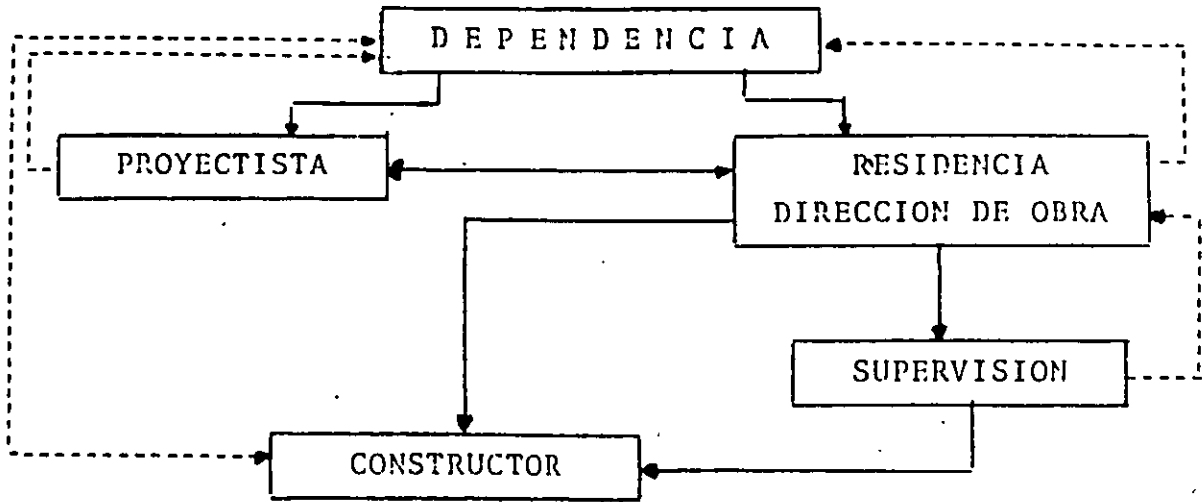 DEPENDENCIA
PROYECTISTA
RESIDENCIA
DIRECCION DE OBRA
SUPERVISION
CONSTRUCTOR